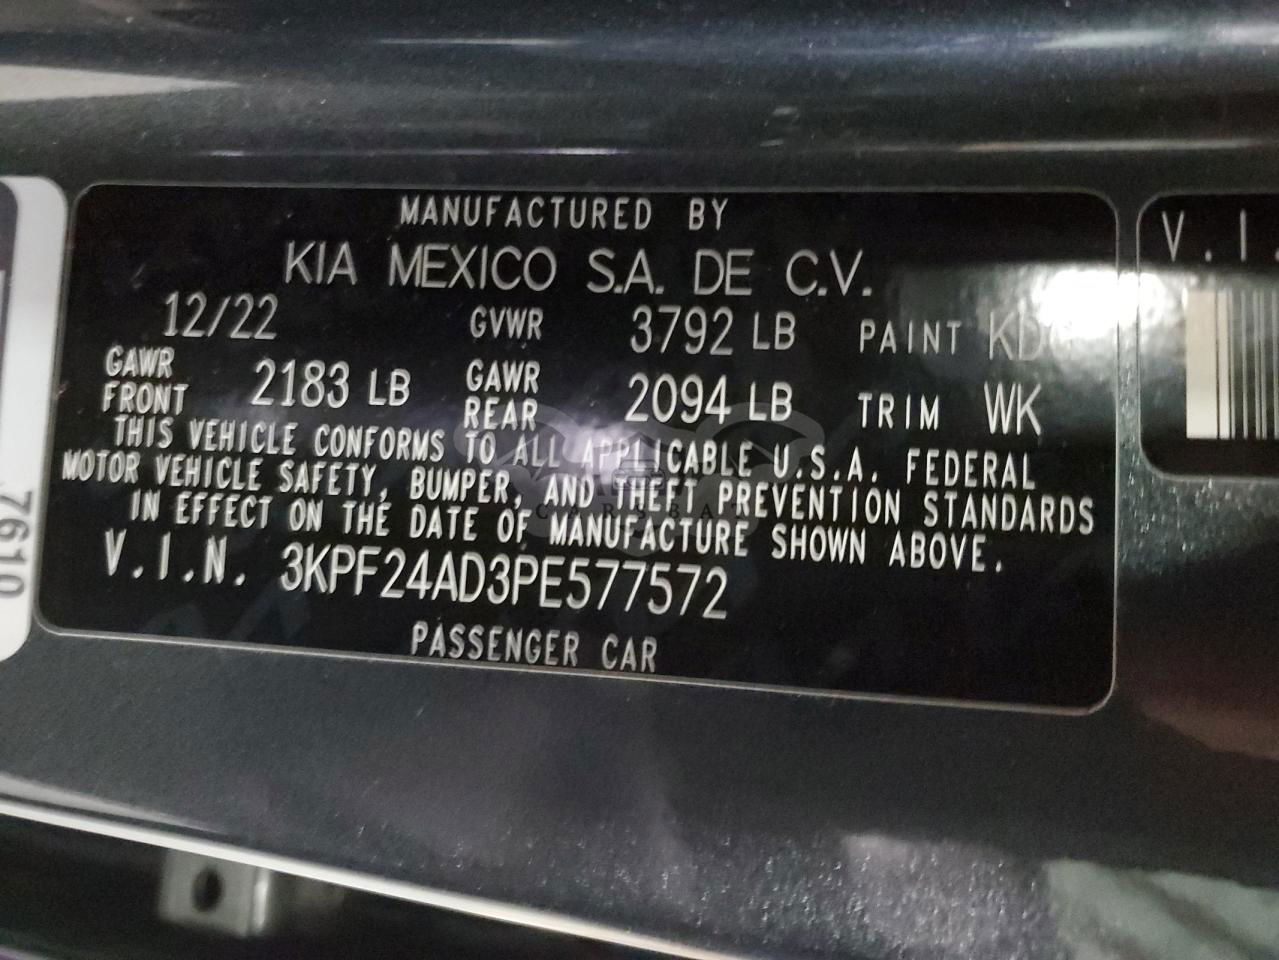 MANUFACTURED BY
KIA MEXICO S.A. DE C.V.
12/22 GVWR 3792 LB PAINT
GAWR FRONT 2183 LB GAWR REAR 2094 LB TRIM WK
THIS VEHICLE CONFORMS TO ALL APPLICABLE U.S.A. FEDERAL
MOTOR VEHICLE SAFETY, BUMPER, AND THEFT PREVENTION STANDARDS
IN EFFECT ON THE DATE OF MANUFACTURE SHOWN ABOVE.
V.I.N. 3KPF24AD3PE577572
PASSENGER CAR
V.I.
7610